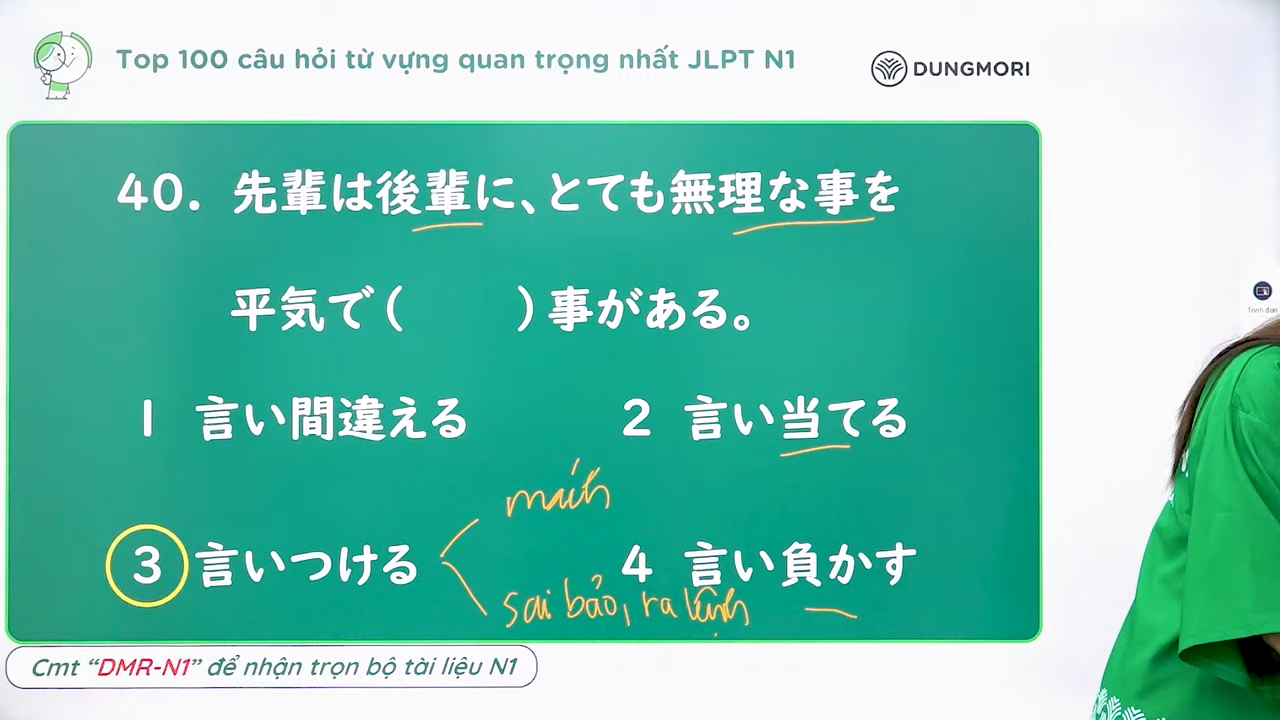 Top 100 câu hỏi từ vựng quan trọng nhất JLPT N1
DUNGMORI
40. 先輩は後輩に、とても無理な事を
平気で(　　)事がある。
1 言い間違える
2 言い当てる
mách
3 言いつける
4 言い負かす
sai bảo, ra lệnh
Cmt “DMR-N1” để nhận trọn bộ tài liệu N1
Trình đơn